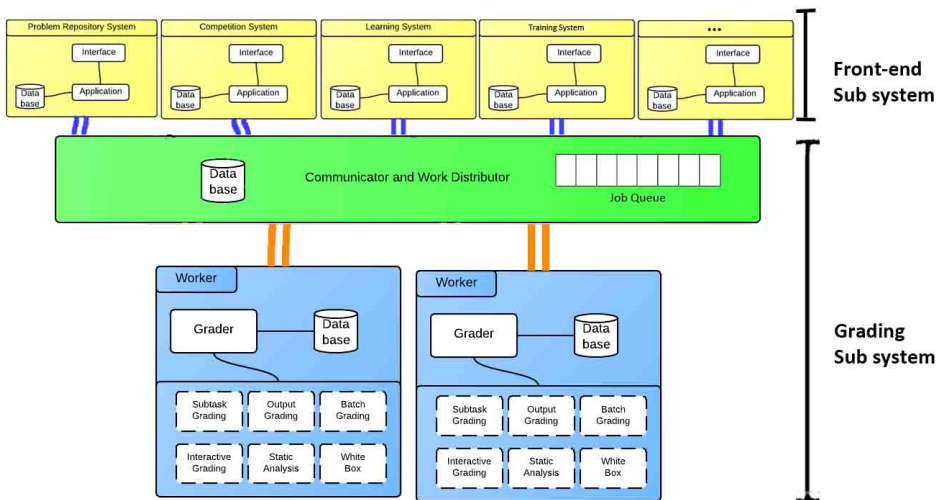 Problem Repository System
Interface
Data
base
Application
Competition System
Interface
Data
base
Application
Learning System
Interface
Data
base
Application
Training System
Interface
Data
base
Application
...
Interface
Data
base
Application
Front-end
Sub system
Data
base
Communicator and Work Distributor
Job Queue
Worker
Grader
Data
base
Subtask
Grading
Output
Grading
Batch
Grading
Interactive
Grading
Static
Analysis
White
Box
Worker
Grader
Data
base
Subtask
Grading
Output
Grading
Batch
Grading
Interactive
Grading
Static
Analysis
White
Box
Grading
Sub system